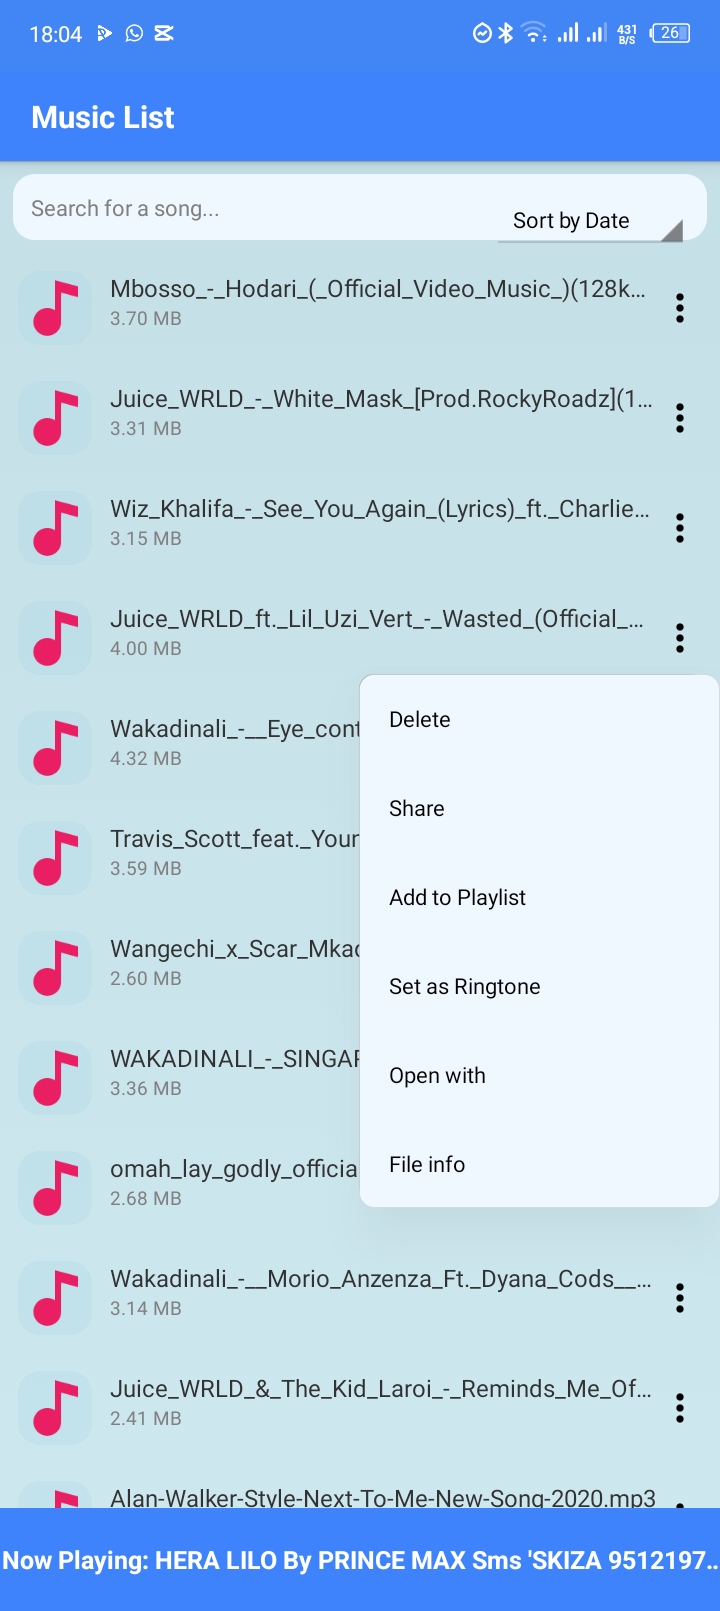 18:04
431
B/S
26
Music List
Search for a song...
Sort by Date
Mbosso_-_Hodari_(_Official_Video_Music_)(128k...
3.70 MB
Juice_WRLD_-_White_Mask_[Prod.RockyRoadz](1...
3.31 MB
Wiz_Khalifa_-_See_You_Again_(Lyrics)_ft._Charlie...
3.15 MB
Juice_WRLD_ft._Lil_Uzi_Vert_-_Wasted_(Official_...
4.00 MB
Wakadinali_-__Eye_cont
4.32 MB
Travis_Scott_feat._Your
3.59 MB
Wangechi_x_Scar_Mkad
2.60 MB
WAKADINALI_-_SINGAP
3.36 MB
omah_lay_godly_officia
2.68 MB
Delete
Share
Add to Playlist
Set as Ringtone
Open with
File info
Wakadinali_-__Morio_Anzenza_Ft._Dyana_Cods__...
3.14 MB
Juice_WRLD_&_The_Kid_Laroi_-_Reminds_Me_Of...
2.41 MB
Alan-Walker-Style-Next-To-Me-New-Song-2020.mp3
Now Playing: HERA LILO By PRINCE MAX Sms 'SKIZA 9512197..